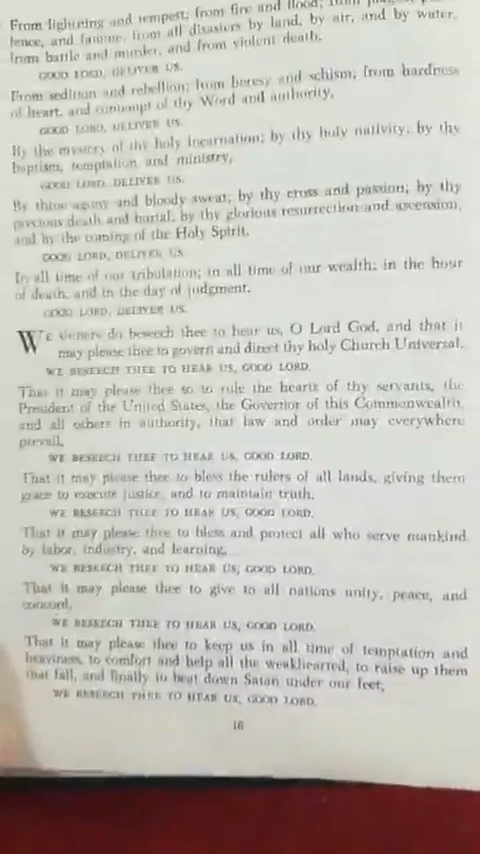 From lightning and tempest; from fire and flood; from
lence, and famine, from all disasters by land, by air, and by water,
from battle and murder, and from violent death,
GOOD LORD, DELIVER US.
From sedition and rebellion; from heresy and schism; from hardness
of heart, and contempt of thy Word and authority,
GOOD LORD, DELIVER US.
By the mystery of thy holy Incarnation; by thy holy nativity; by thy
baptism, temptation and ministry,
GOOD LORD, DELIVER US.
By thine agony and bloody sweat; by thy cross and passion; by thy
precious death and burial, by thy glorious resurrection and ascension,
and by the coming of the Holy Spirit,
GOOD LORD, DELIVER US.
In all time of our tribulation; in all time of our wealth; in the hour
of death, and in the day of judgment,
GOOD LORD, DELIVER US.
WE sinners do beseech thee to hear us, O Lord God, and that it
may please thee to govern and direct thy holy Church Universal,
WE BESEECH THEE TO HEAR US, GOOD LORD.
That it may please thee so to rule the hearts of thy servants, the
President of the United States, the Governor of this Commonwealth,
and all others in authority, that law and order may everywhere
prevail,
WE BESEECH THEE TO HEAR US, GOOD LORD.
That it may please thee to bless the rulers of all lands, giving them
grace to execute justice, and to maintain truth,
WE BESEECH THEE TO HEAR US, GOOD LORD.
That it may please thee to bless and protect all who serve mankind
by labor, industry, and learning,
WE BESEECH THEE TO HEAR US, GOOD LORD.
That it may please thee to give to all nations unity, peace, and
concord,
WE BESEECH THEE TO HEAR US, GOOD LORD.
That it may please thee to keep us in all time of temptation and
heaviness, to comfort and help all the weakhearted, to raise up them
that fall, and finally to beat down Satan under our feet,
WE BESEECH THEE TO HEAR US, GOOD LORD.
16